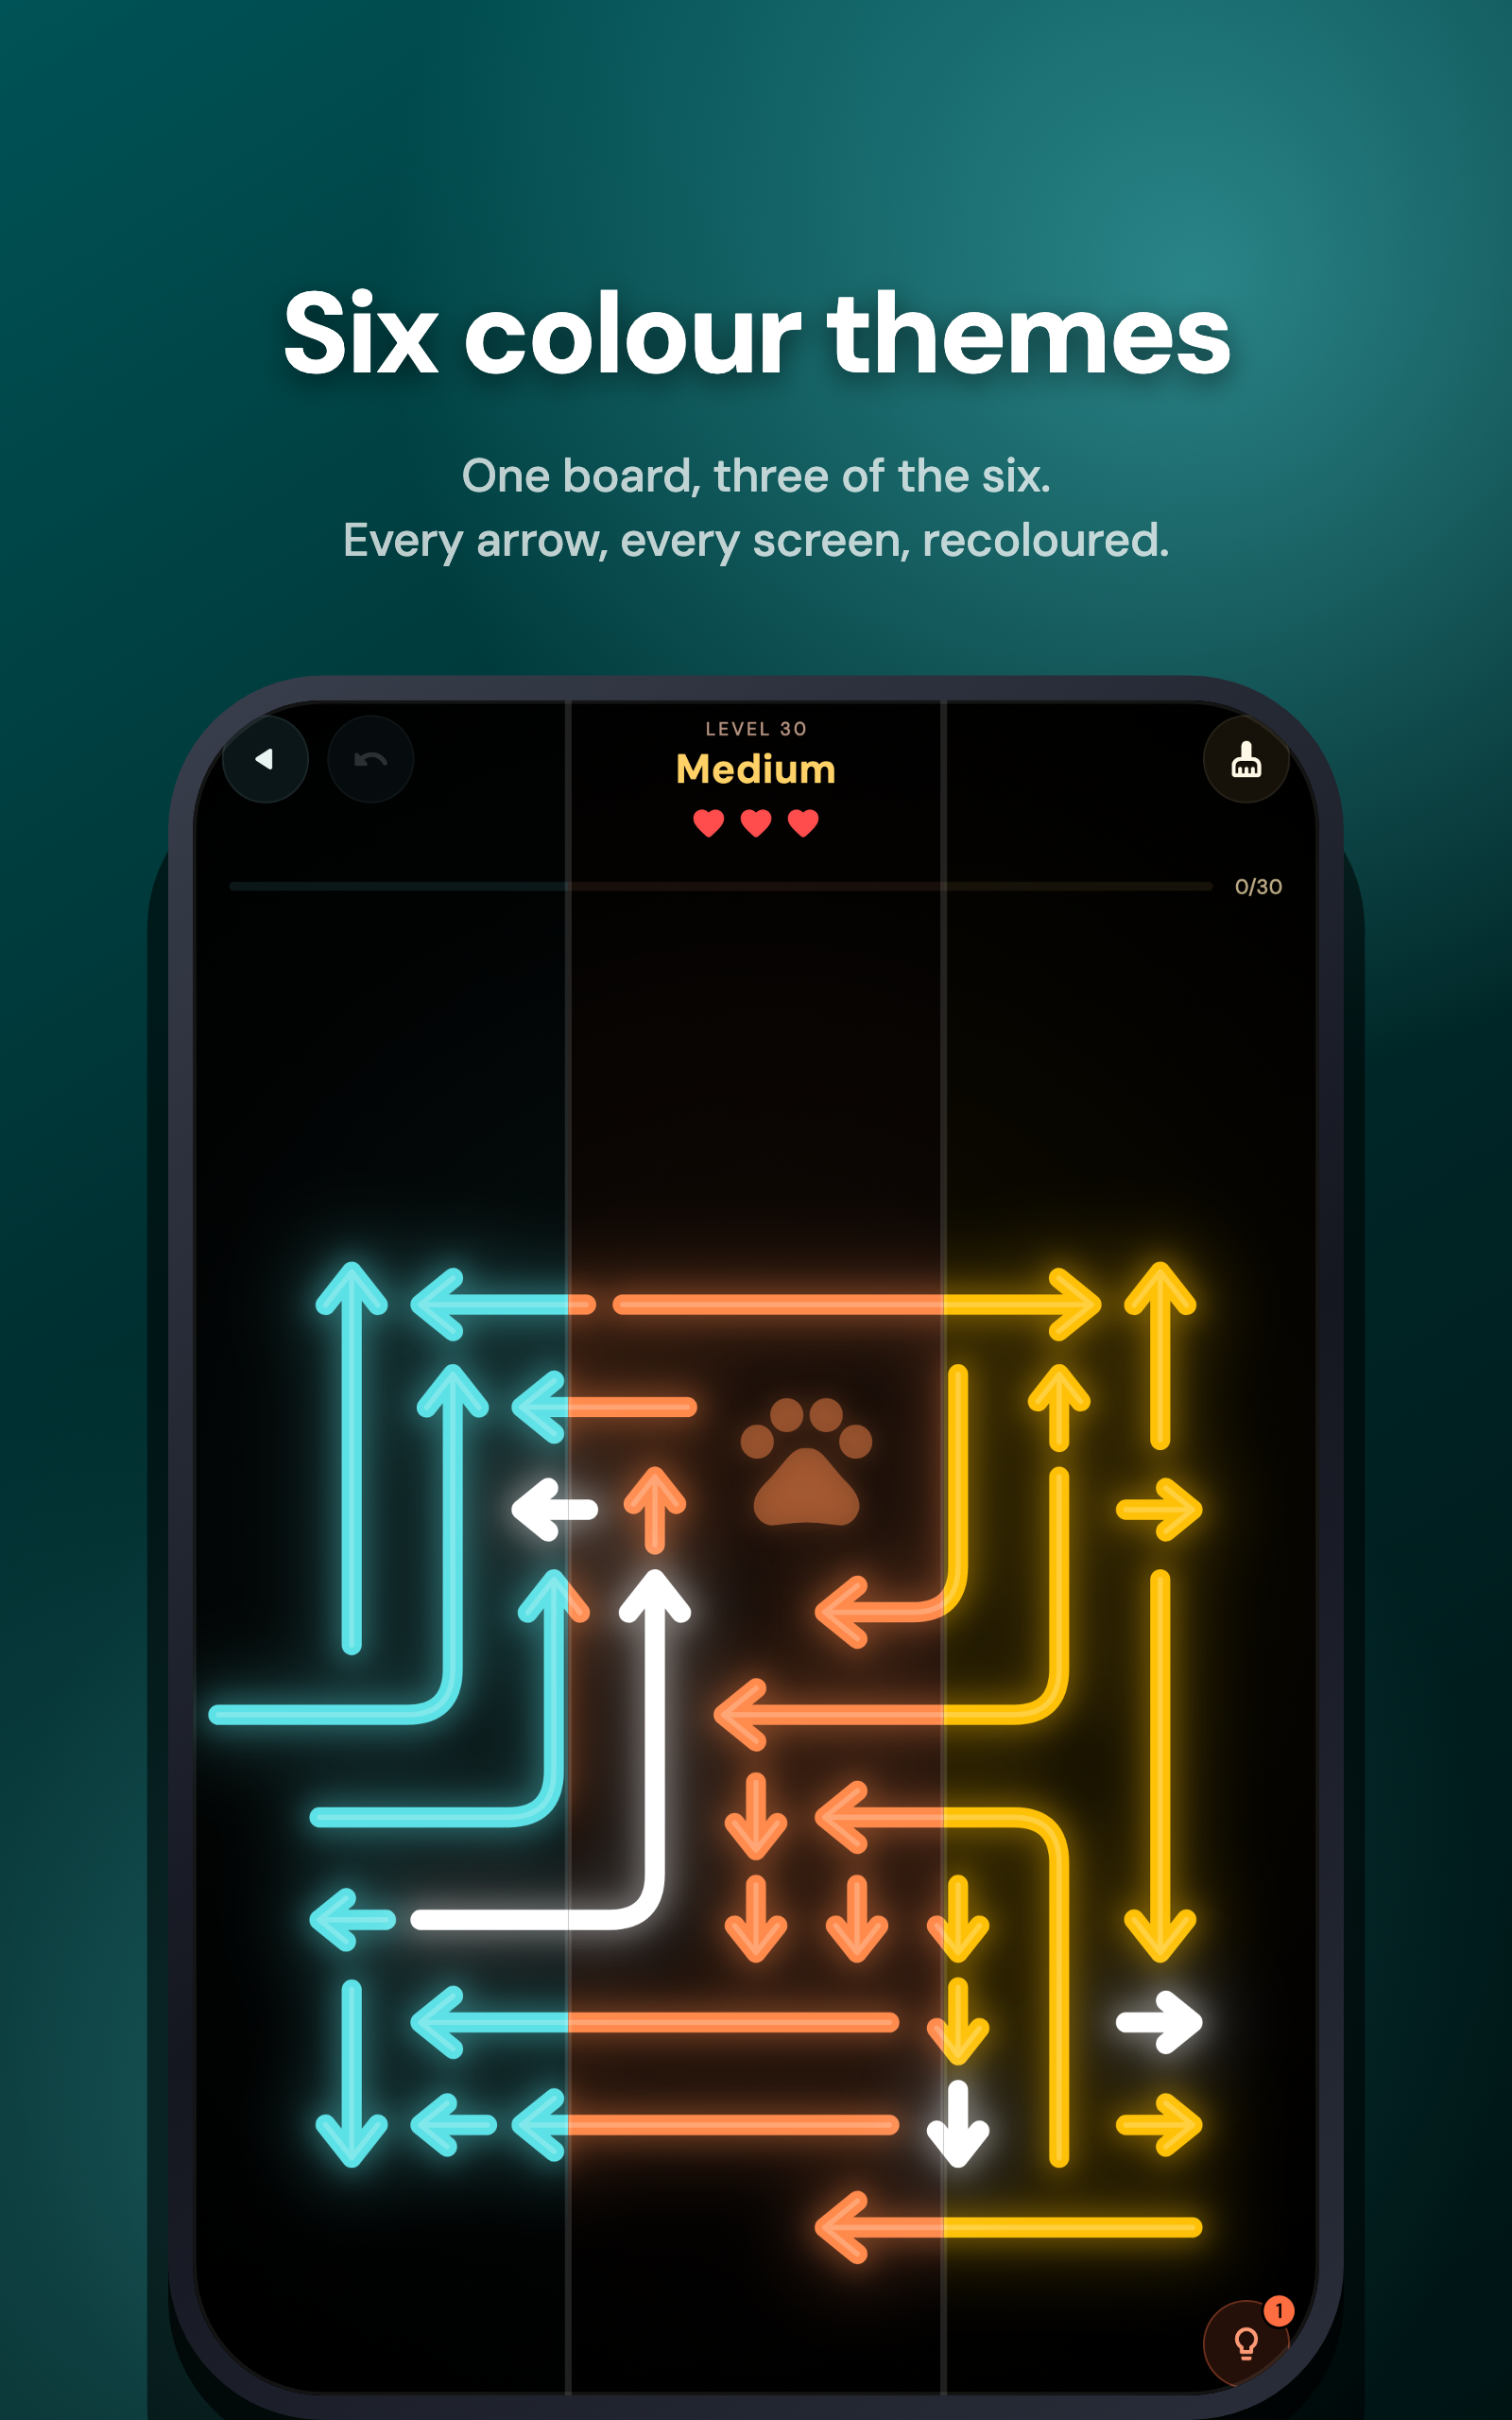 Six colour themes
One board, three of the six.
Every arrow, every screen, recoloured.
LEVEL 30
Medium
0/30
1